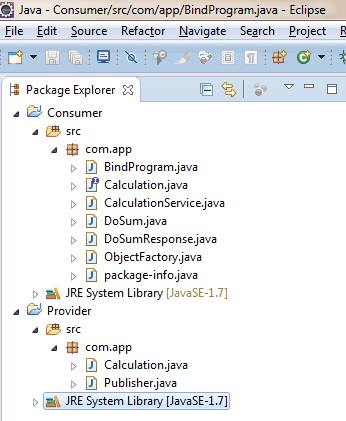 Java - Consumer/src/com/app/BindProgram.java - Eclipse
File Edit Source Refactor Navigate Search Project R
Package Explorer
Consumer
src
com.app
BindProgram.java
Calculation.java
CalculationService.java
DoSum.java
DoSumResponse.java
ObjectFactory.java
package-info.java
JRE System Library [JavaSE-1.7]
Provider
src
com.app
Calculation.java
Publisher.java
JRE System Library [JavaSE-1.7]